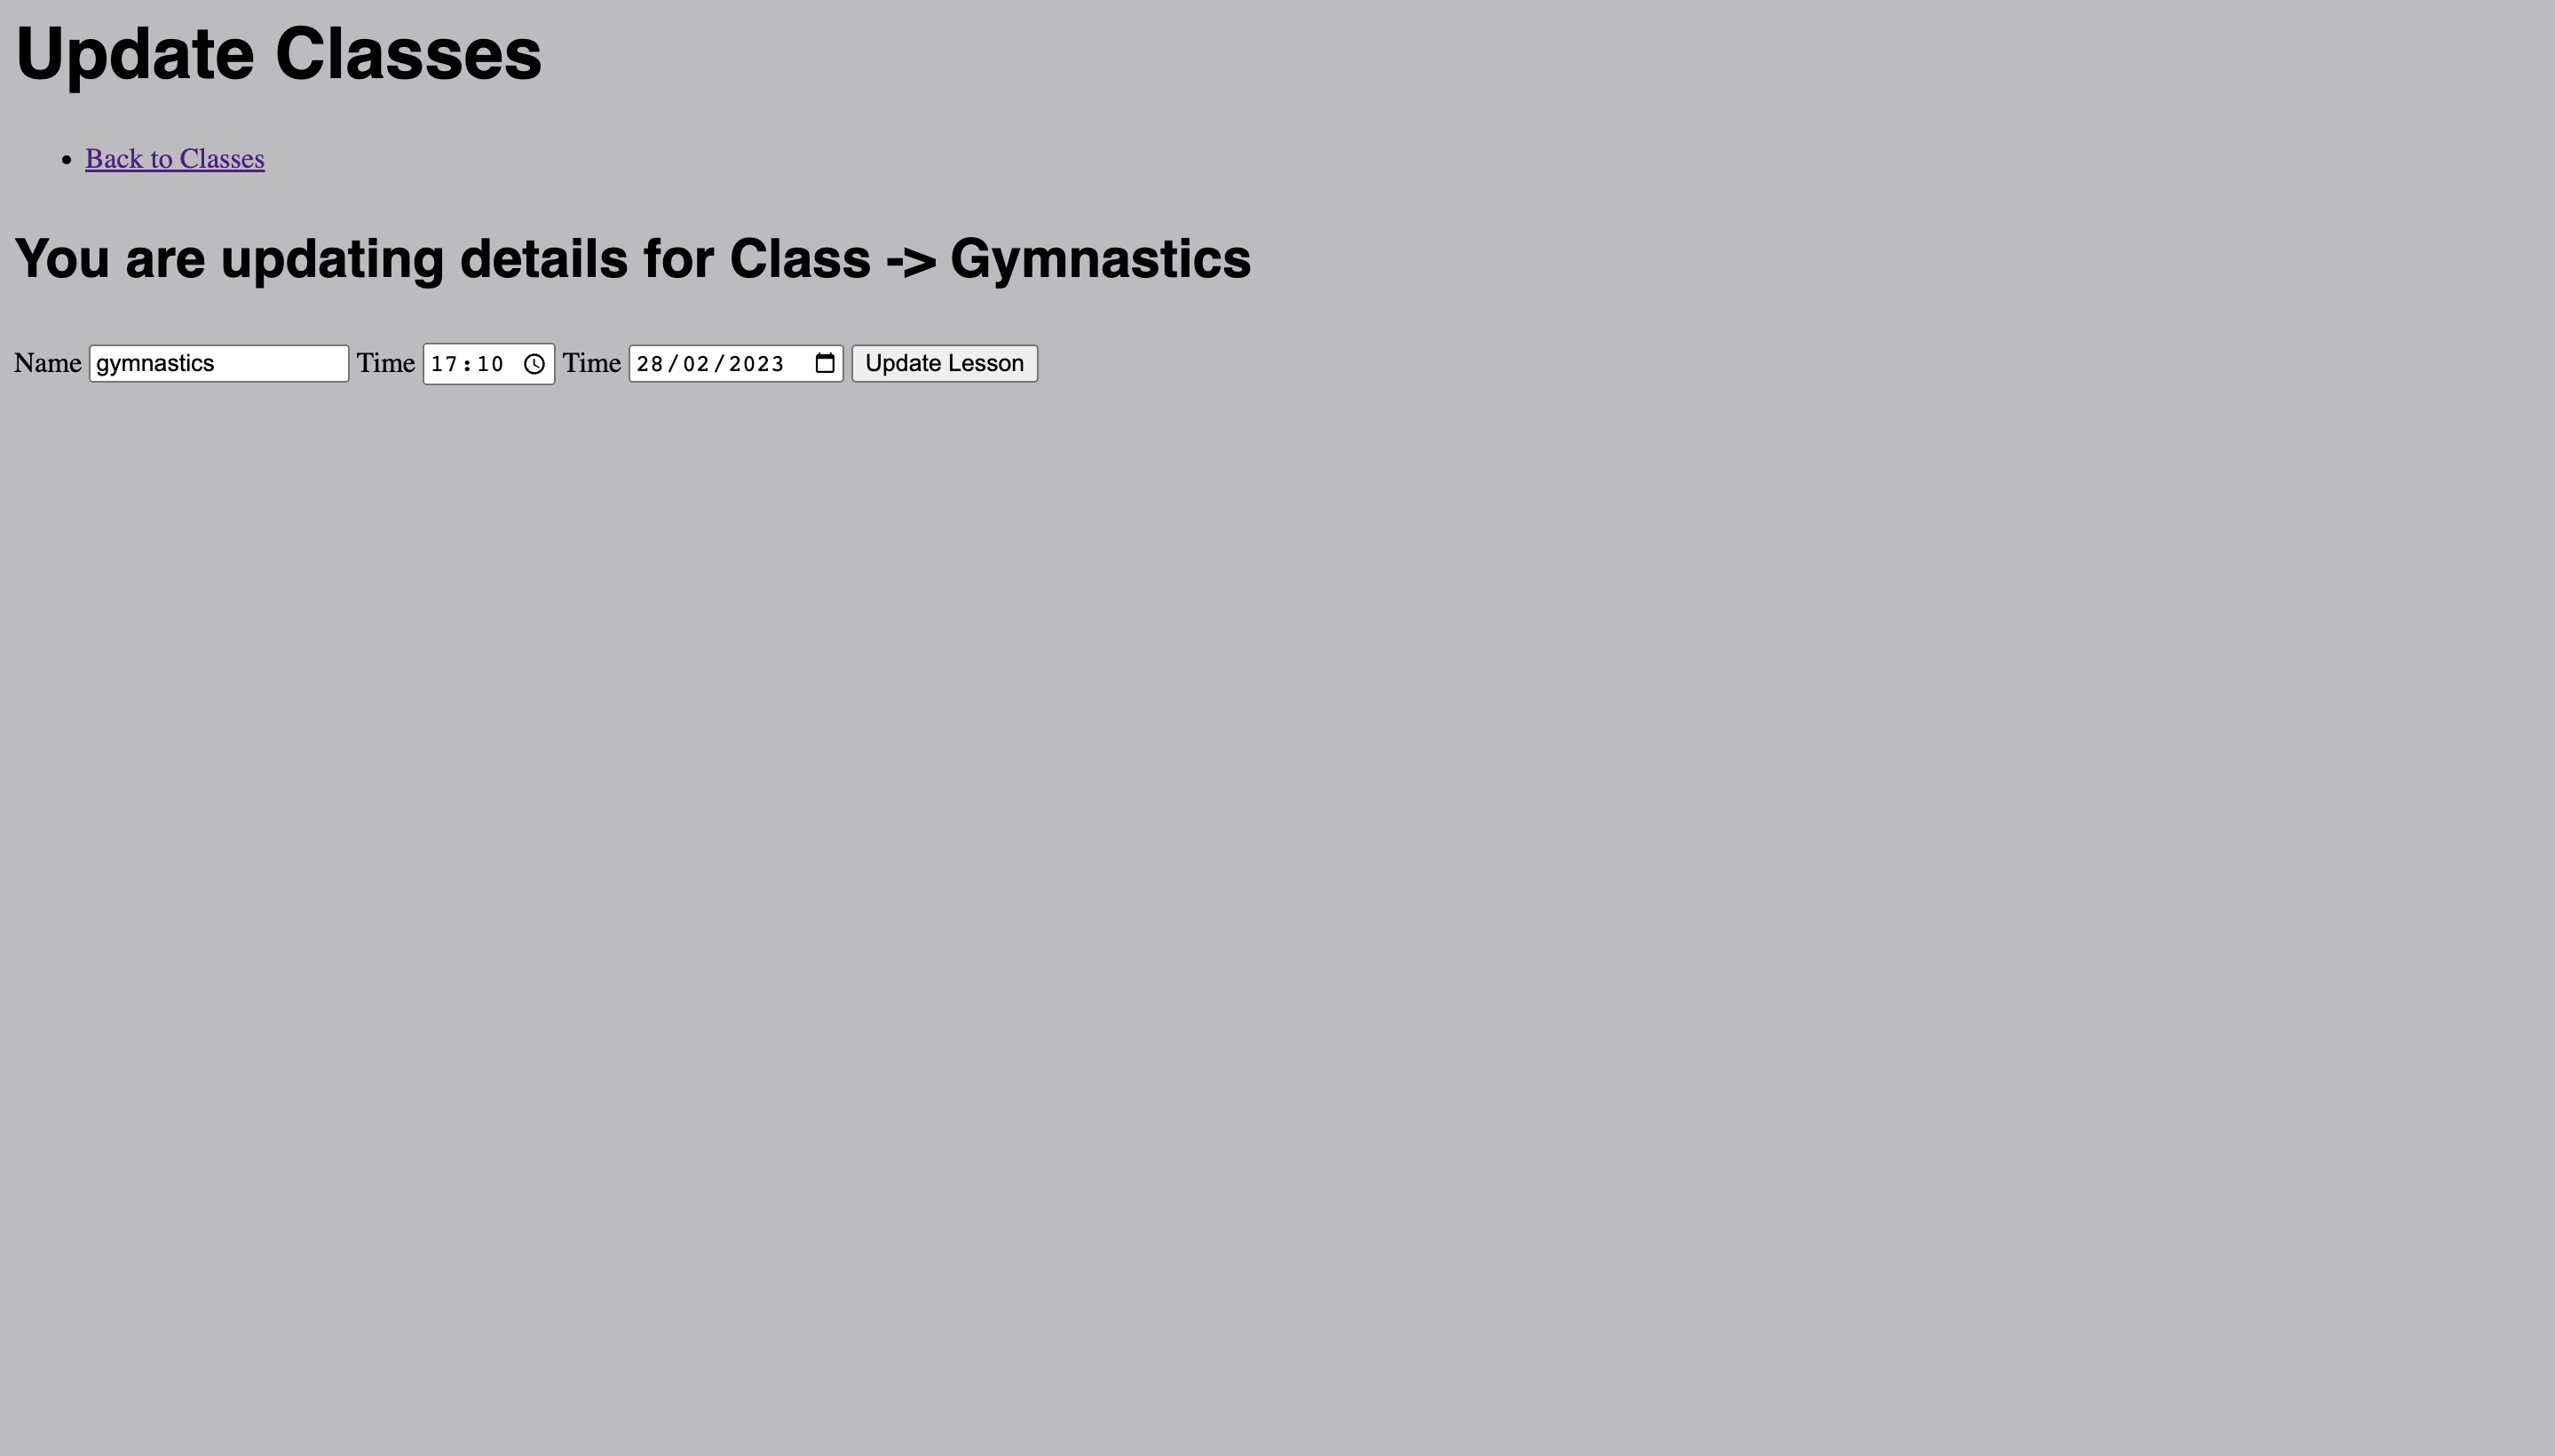 Update Classes
Back to Classes
You are updating details for Class -> Gymnastics
Name gymnastics Time 17:10 Time 28/02/2023 Update Lesson